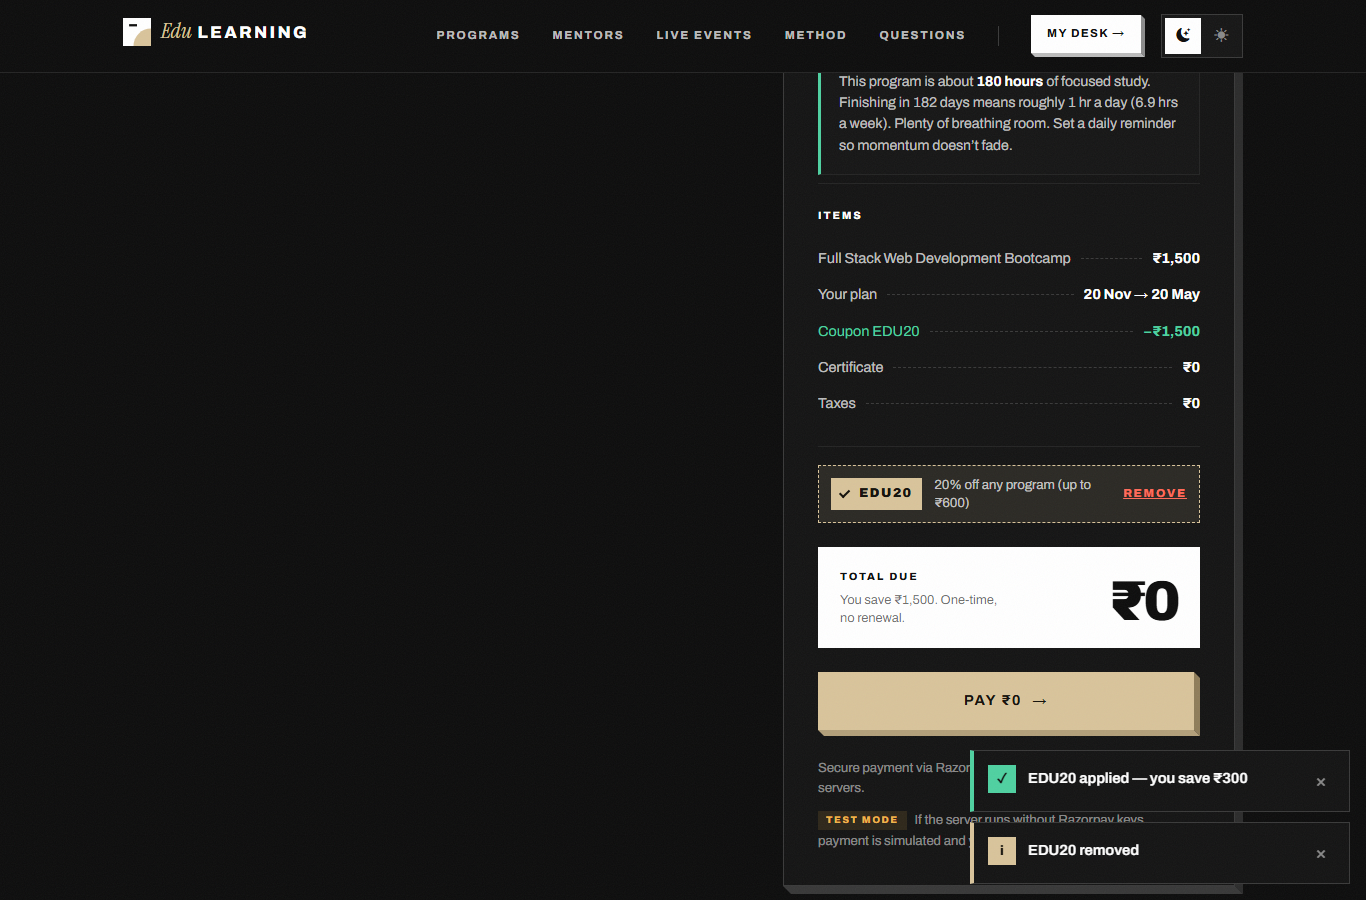 Edu LEARNING
PROGRAMS
MENTORS
LIVE EVENTS
METHOD
QUESTIONS
MY DESK →
This program is about 180 hours of focused study.
Finishing in 182 days means roughly 1 hr a day (6.9 hrs
a week). Plenty of breathing room. Set a daily reminder
so momentum doesn't fade.
ITEMS
Full Stack Web Development Bootcamp ₹1,500
Your plan 20 Nov → 20 May
Coupon EDU20 −₹1,500
Certificate ₹0
Taxes ₹0
✓ EDU20
20% off any program (up to
₹600)
REMOVE
TOTAL DUE
You save ₹1,500. One-time,
no renewal.
₹0
PAY ₹0 →
Secure payment via Razor
servers.
TEST MODE If the server runs without Razorpay keys
payment is simulated and
✓ EDU20 applied — you save ₹300 ×
i EDU20 removed ×